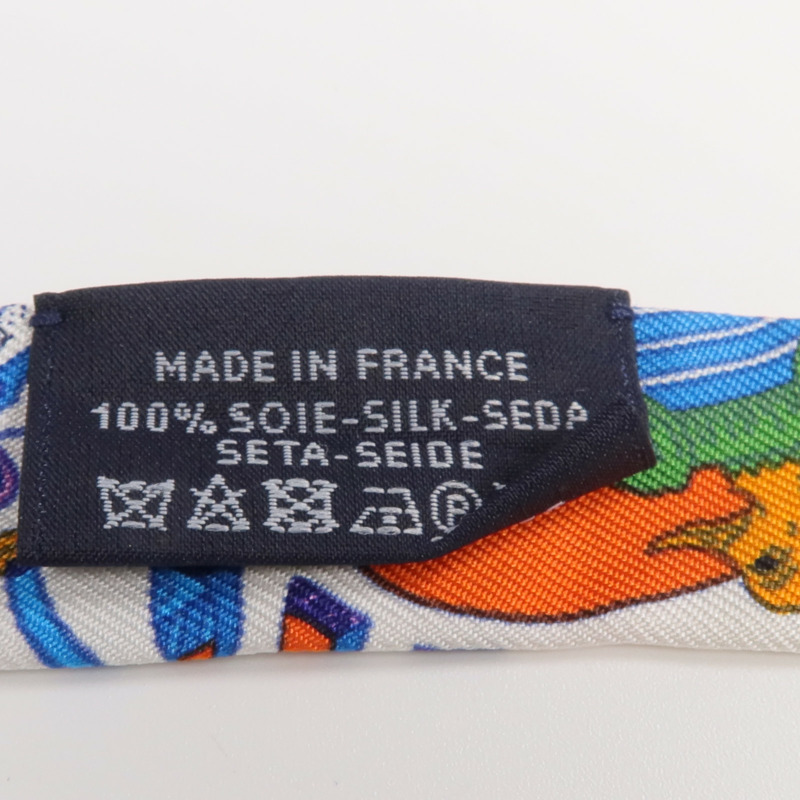 MADE IN FRANCE
100% SOIE-SILK-SEDA
SETA-SEIDE
P